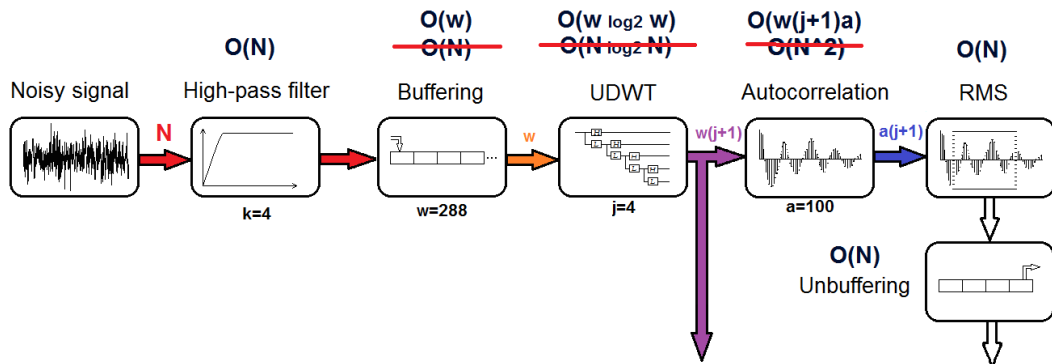 O(w)
O(w log2 w)
O(w(j+1)a)
O(N)
O(N)
O(N log2 N)
O(N^2)
O(N)
Noisy signal
High-pass filter
Buffering
UDWT
Autocorrelation
RMS
N
w
w(j+1)
a(j+1)
...
H
L
H
L
H
L
H
L
k=4
w=288
j=4
a=100
O(N)
Unbuffering